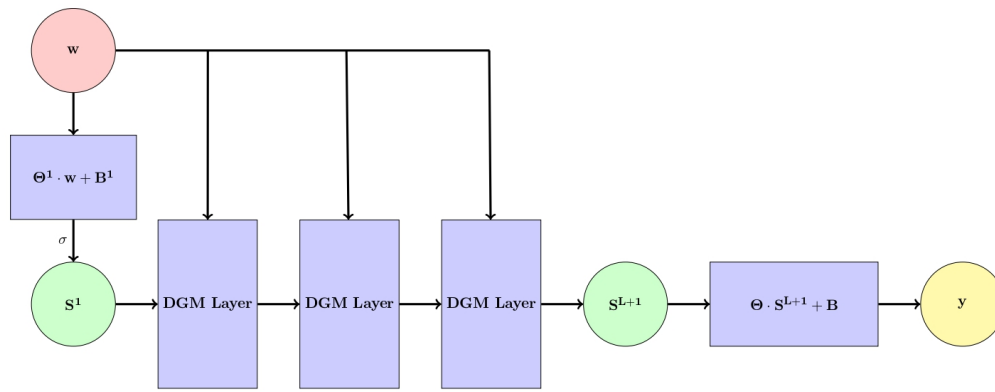 w
Θ¹ · w + B¹
σ
S¹
DGM Layer
DGM Layer
DGM Layer
Sᴸ⁺¹
Θ · Sᴸ⁺¹ + B
y